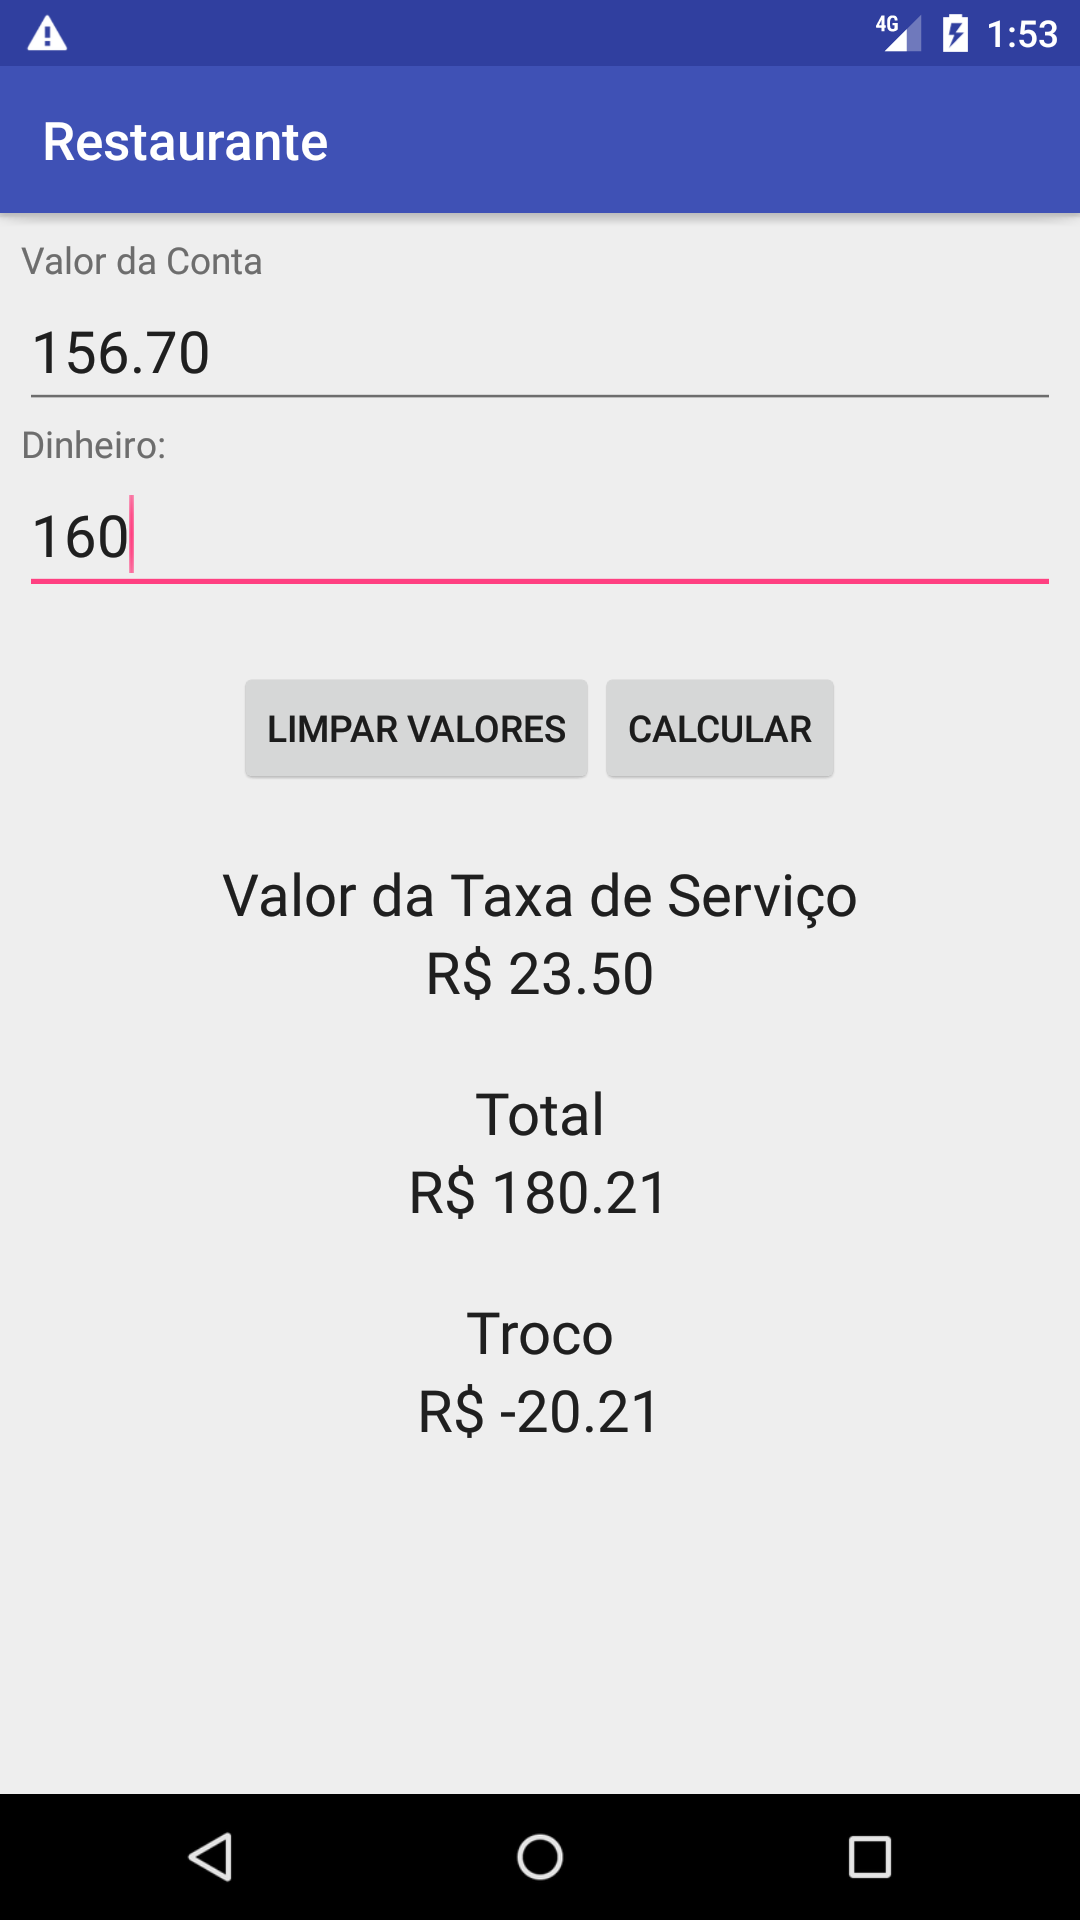 4G 1:53
Restaurante
Valor da Conta
156.70
Dinheiro:
160
LIMPAR VALORES CALCULAR
Valor da Taxa de Serviço
R$ 23.50
Total
R$ 180.21
Troco
R$ -20.21